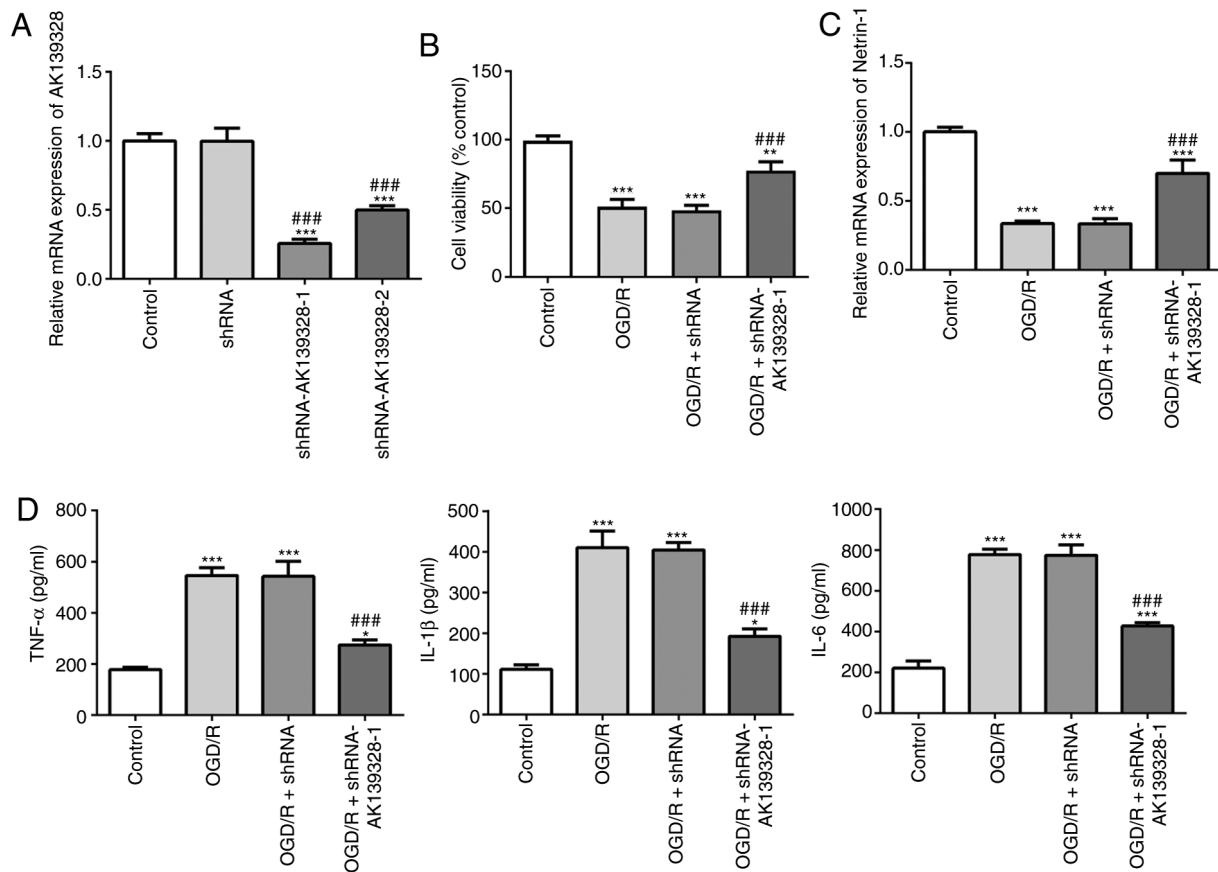 A
Relative mRNA expression of AK139328
1.5
1.0
0.5
0.0
###
***
###
***
Control
shRNA
shRNA-AK139328-1
shRNA-AK139328-2
B
Cell viability (% control)
150
100
50
0
***
***
###
**
Control
OGD/R
OGD/R + shRNA
OGD/R + shRNA-
AK139328-1
C
Relative mRNA expression of Netrin-1
1.5
1.0
0.5
0.0
***
***
###
***
Control
OGD/R
OGD/R + shRNA
OGD/R + shRNA-
AK139328-1
D
TNF-α (pg/ml)
800
600
400
200
0
***
***
###
*
Control
OGD/R
OGD/R + shRNA
OGD/R + shRNA-
AK139328-1
IL-1β (pg/ml)
500
400
300
200
100
0
***
***
###
*
Control
OGD/R
OGD/R + shRNA
OGD/R + shRNA-
AK139328-1
IL-6 (pg/ml)
1000
800
600
400
200
0
***
***
###
***
Control
OGD/R
OGD/R + shRNA
OGD/R + shRNA-
AK139328-1